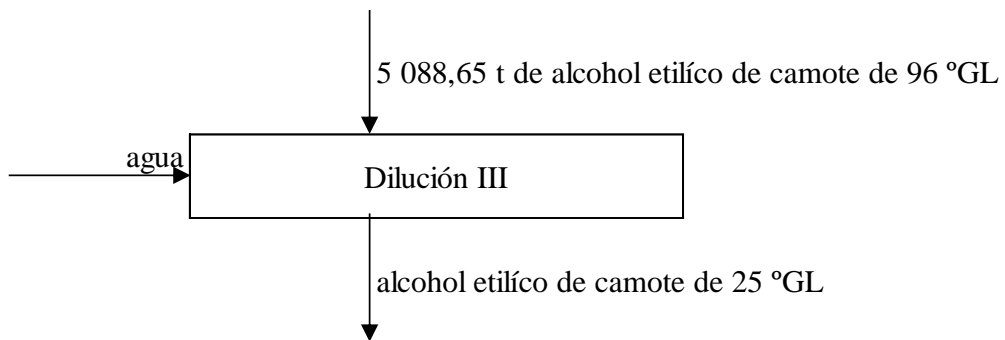 5 088,65 t de alcohol etilíco de camote de 96 ºGL
agua
Dilución III
alcohol etilíco de camote de 25 ºGL